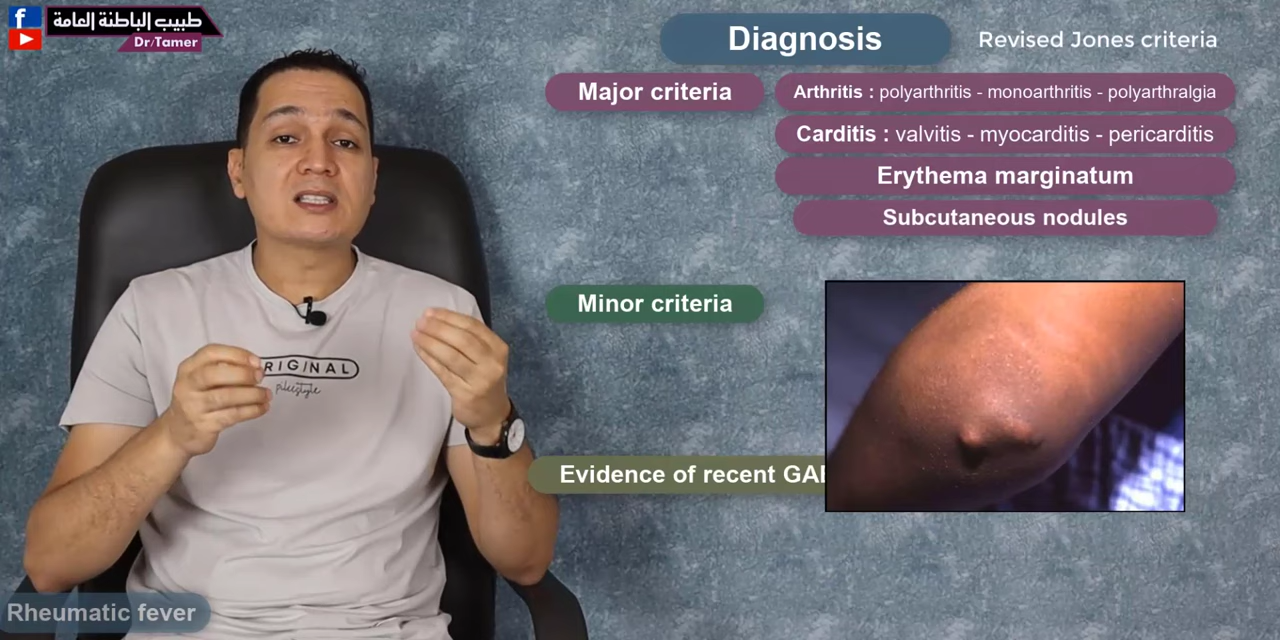 f
طبيب الباطنة العامة
Dr/Tamer
Diagnosis
Revised Jones criteria
Major criteria
Arthritis : polyarthritis - monoarthritis - polyarthralgia
Carditis : valvitis - myocarditis - pericarditis
Erythema marginatum
Subcutaneous nodules
Minor criteria
RIGINAL
Evidence of recent
Rheumatic fever